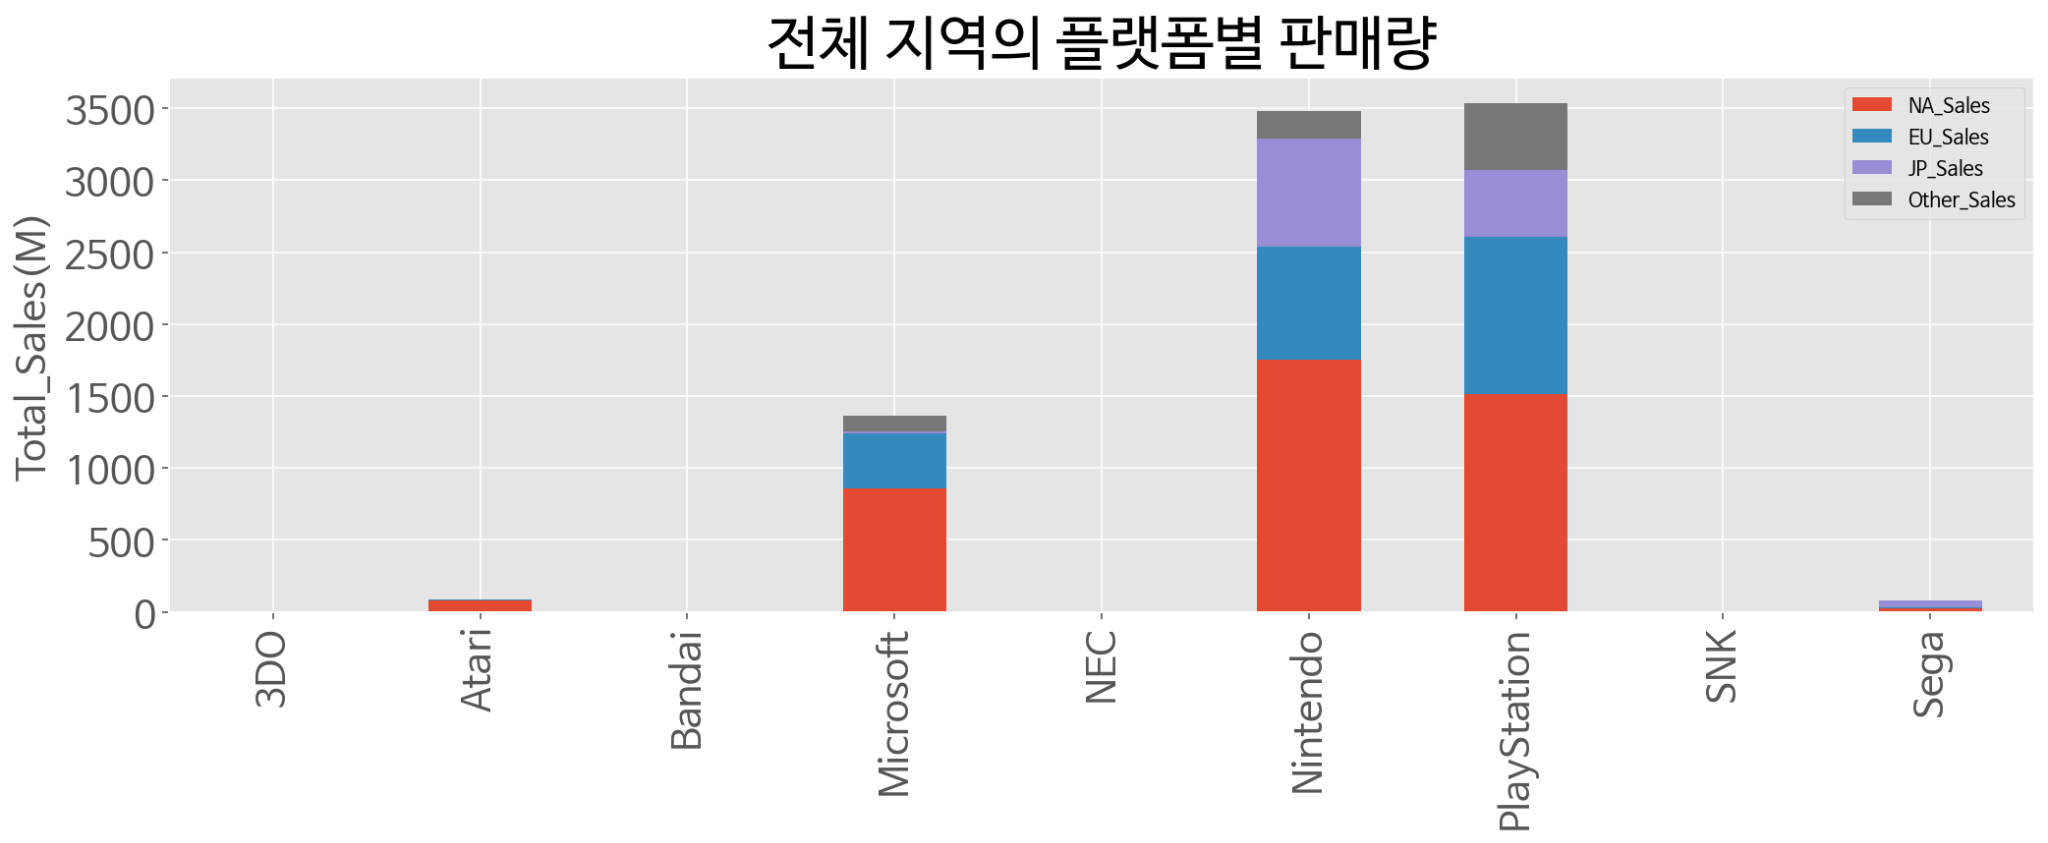 전체 지역의 플랫폼별 판매량
Total_Sales(M)
3500
3000
2500
2000
1500
1000
500
0
NA_Sales
EU_Sales
JP_Sales
Other_Sales
3DO
Atari
Bandai
Microsoft
NEC
Nintendo
PlayStation
SNK
Sega